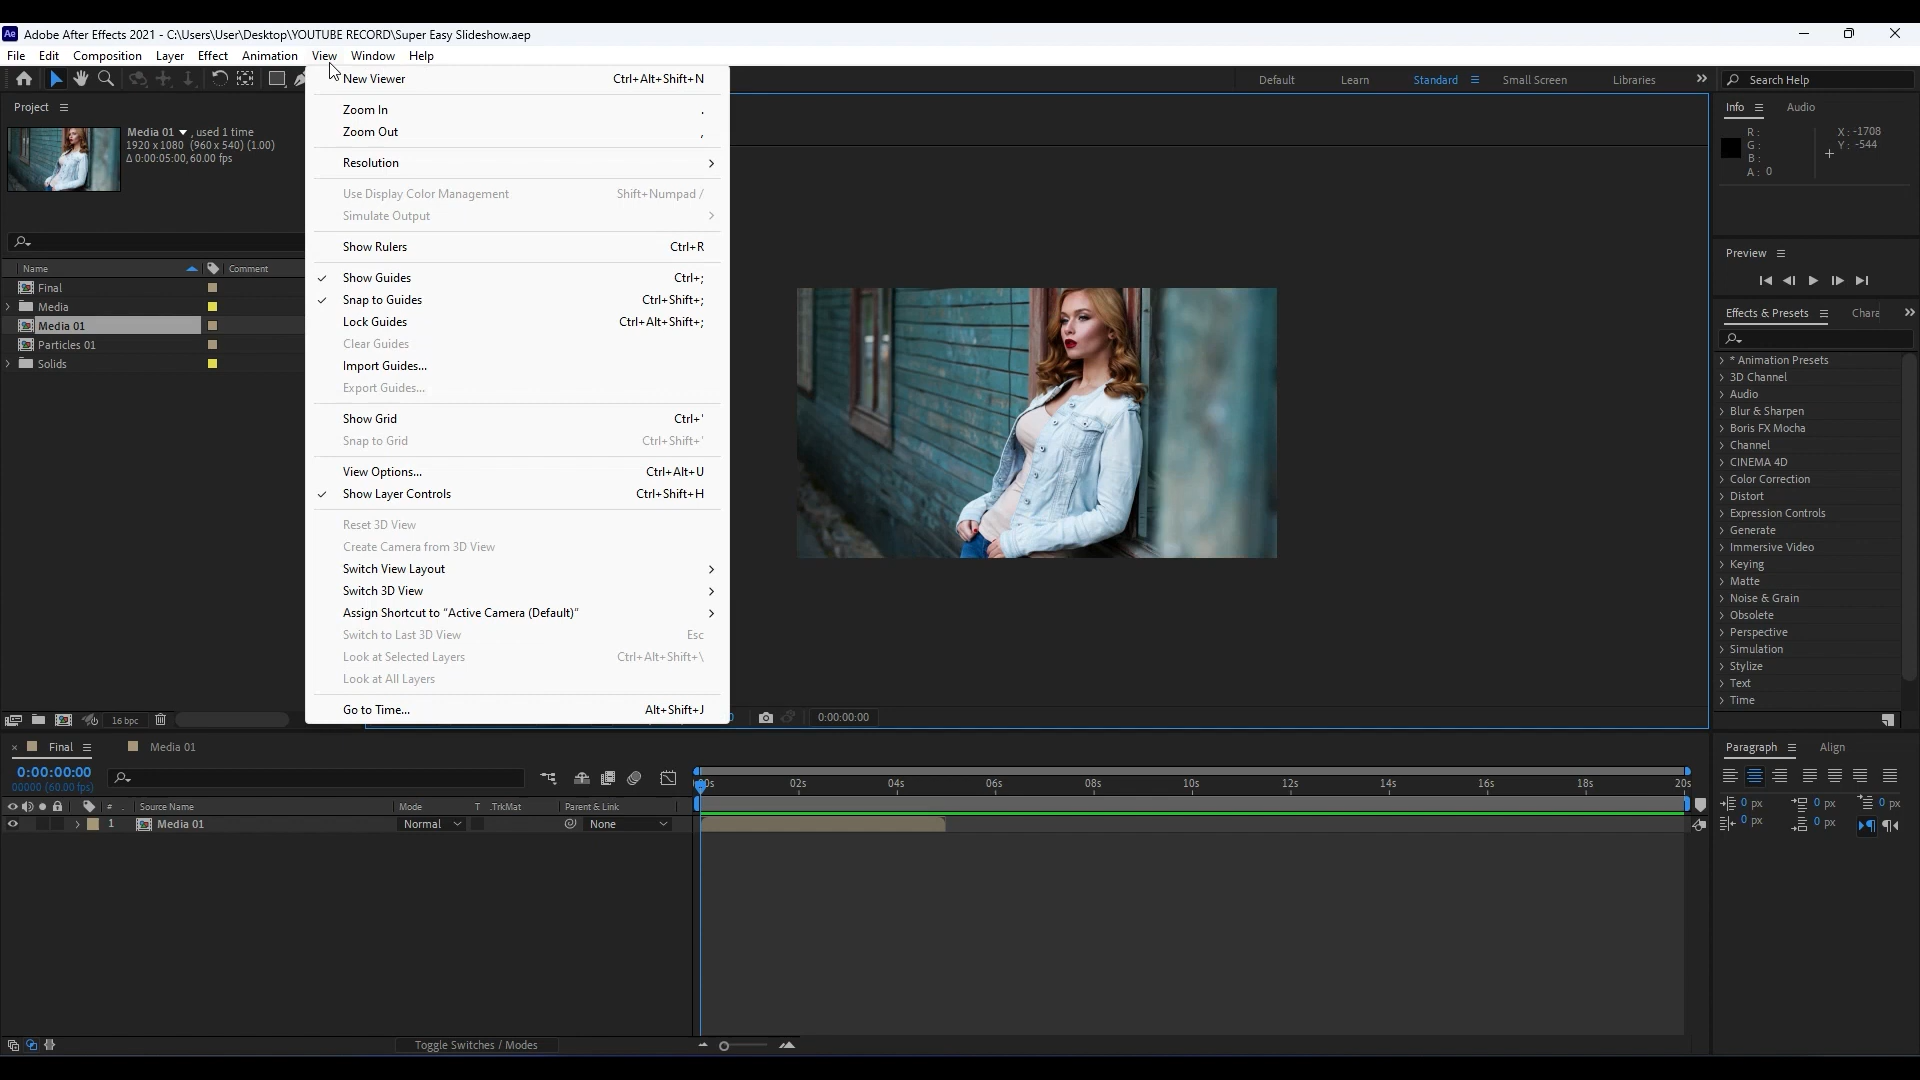 Ae Adobe After Effects 2021 - C:\Users\User\Desktop\YOUTUBE RECORD\Super Easy Slideshow.aep
File Edit Composition Layer Effect Animation View Window Help
Default Learn Standard Small Screen Libraries Search Help
Project
Media 01 , used 1 time
1920 x 1080 (960 x 540) (1.00)
Δ 0:00:05:00, 60.00 fps
Name Comment
Final
Media
Media 01
Particles 01
Solids
16 bpc
New Viewer Ctrl+Alt+Shift+N
Zoom In .
Zoom Out ,
Resolution
Use Display Color Management Shift+Numpad /
Simulate Output
Show Rulers Ctrl+R
Show Guides Ctrl+;
Snap to Guides Ctrl+Shift+;
Lock Guides Ctrl+Alt+Shift+;
Clear Guides
Import Guides...
Export Guides...
Show Grid Ctrl+'
Snap to Grid Ctrl+Shift+'
View Options... Ctrl+Alt+U
Show Layer Controls Ctrl+Shift+H
Reset 3D View
Create Camera from 3D View
Switch View Layout
Switch 3D View
Assign Shortcut to "Active Camera (Default)"
Switch to Last 3D View Esc
Look at Selected Layers Ctrl+Alt+Shift+\
Look at All Layers
Go to Time... Alt+Shift+J
0:00:00:00
Info Audio
R: X: -1708
G: Y: -544
B:
A: 0
Preview
Effects & Presets Chara
* Animation Presets
3D Channel
Audio
Blur & Sharpen
Boris FX Mocha
Channel
CINEMA 4D
Color Correction
Distort
Expression Controls
Generate
Immersive Video
Keying
Matte
Noise & Grain
Obsolete
Perspective
Simulation
Stylize
Text
Time
Final Media 01
0:00:00:00
00000 (60.00 fps)
# Source Name Mode T .TrkMat Parent & Link
1 Media 01 Normal None
02s 04s 06s 08s 10s 12s 14s 16s 18s 20s
Toggle Switches / Modes
Paragraph Align
0 px 0 px 0 px
0 px 0 px